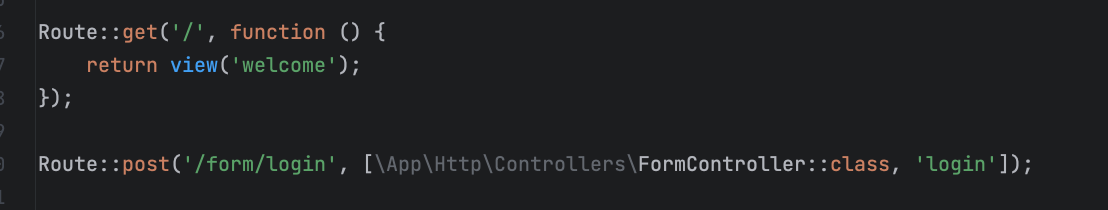 Route::get('/', function () {
    return view('welcome');
});
Route::post('/form/login', [\App\Http\Controllers\FormController::class, 'login']);